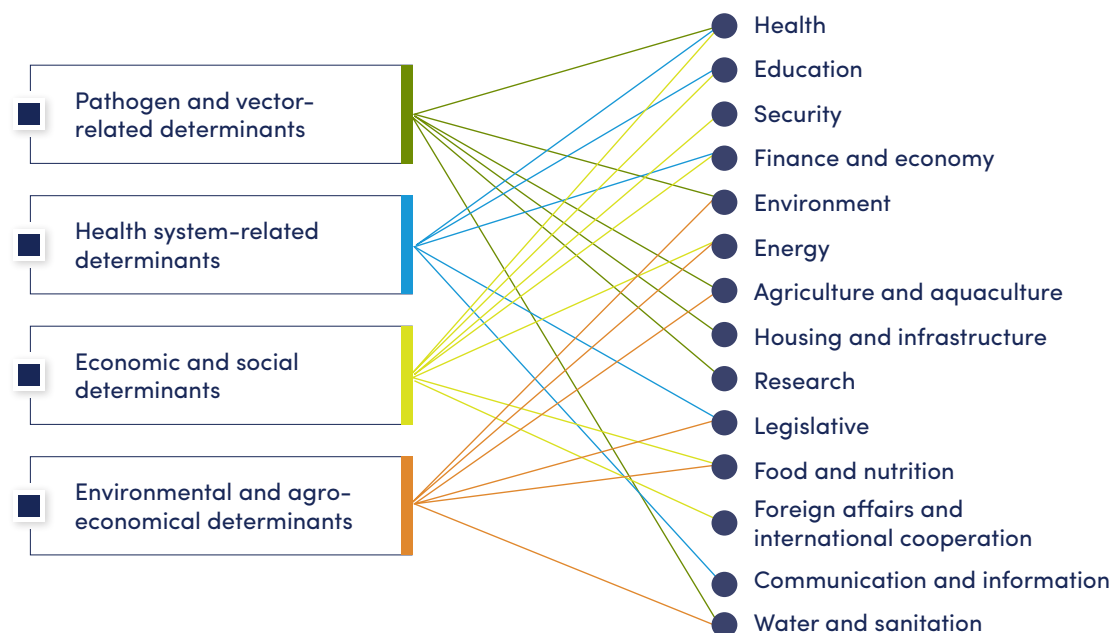 Pathogen and vector-
related determinants
Health system-related
determinants
Economic and social
determinants
Environmental and agro-
economical determinants
Health
Education
Security
Finance and economy
Environment
Energy
Agriculture and aquaculture
Housing and infrastructure
Research
Legislative
Food and nutrition
Foreign affairs and
international cooperation
Communication and information
Water and sanitation